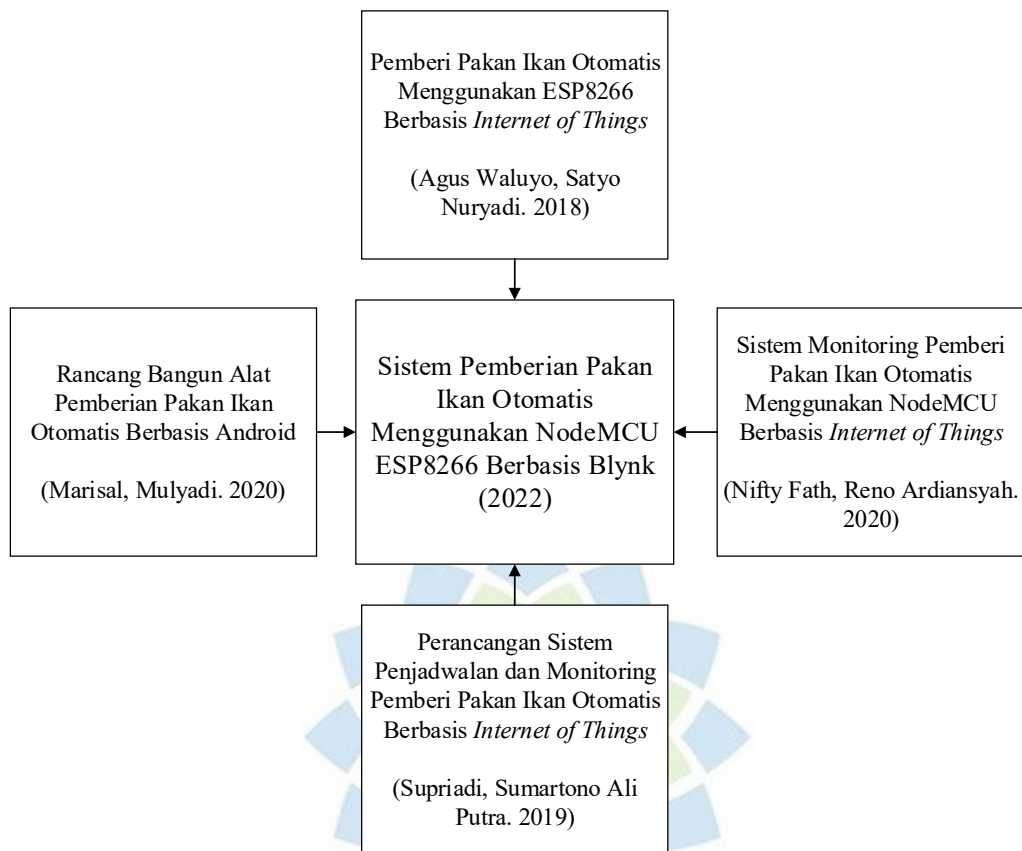 Pemberi Pakan Ikan Otomatis
Menggunakan ESP8266
Berbasis Internet of Things
(Agus Waluyo, Satyo
Nuryadi. 2018)
Rancang Bangun Alat
Pemberian Pakan Ikan
Otomatis Berbasis Android
(Marisal, Mulyadi. 2020)
Sistem Pemberian Pakan
Ikan Otomatis
Menggunakan NodeMCU
ESP8266 Berbasis Blynk
(2022)
Sistem Monitoring Pemberi
Pakan Ikan Otomatis
Menggunakan NodeMCU
Berbasis Internet of Things
(Nifty Fath, Reno Ardiansyah.
2020)
Perancangan Sistem
Penjadwalan dan Monitoring
Pemberi Pakan Ikan Otomatis
Berbasis Internet of Things
(Supriadi, Sumartono Ali
Putra. 2019)